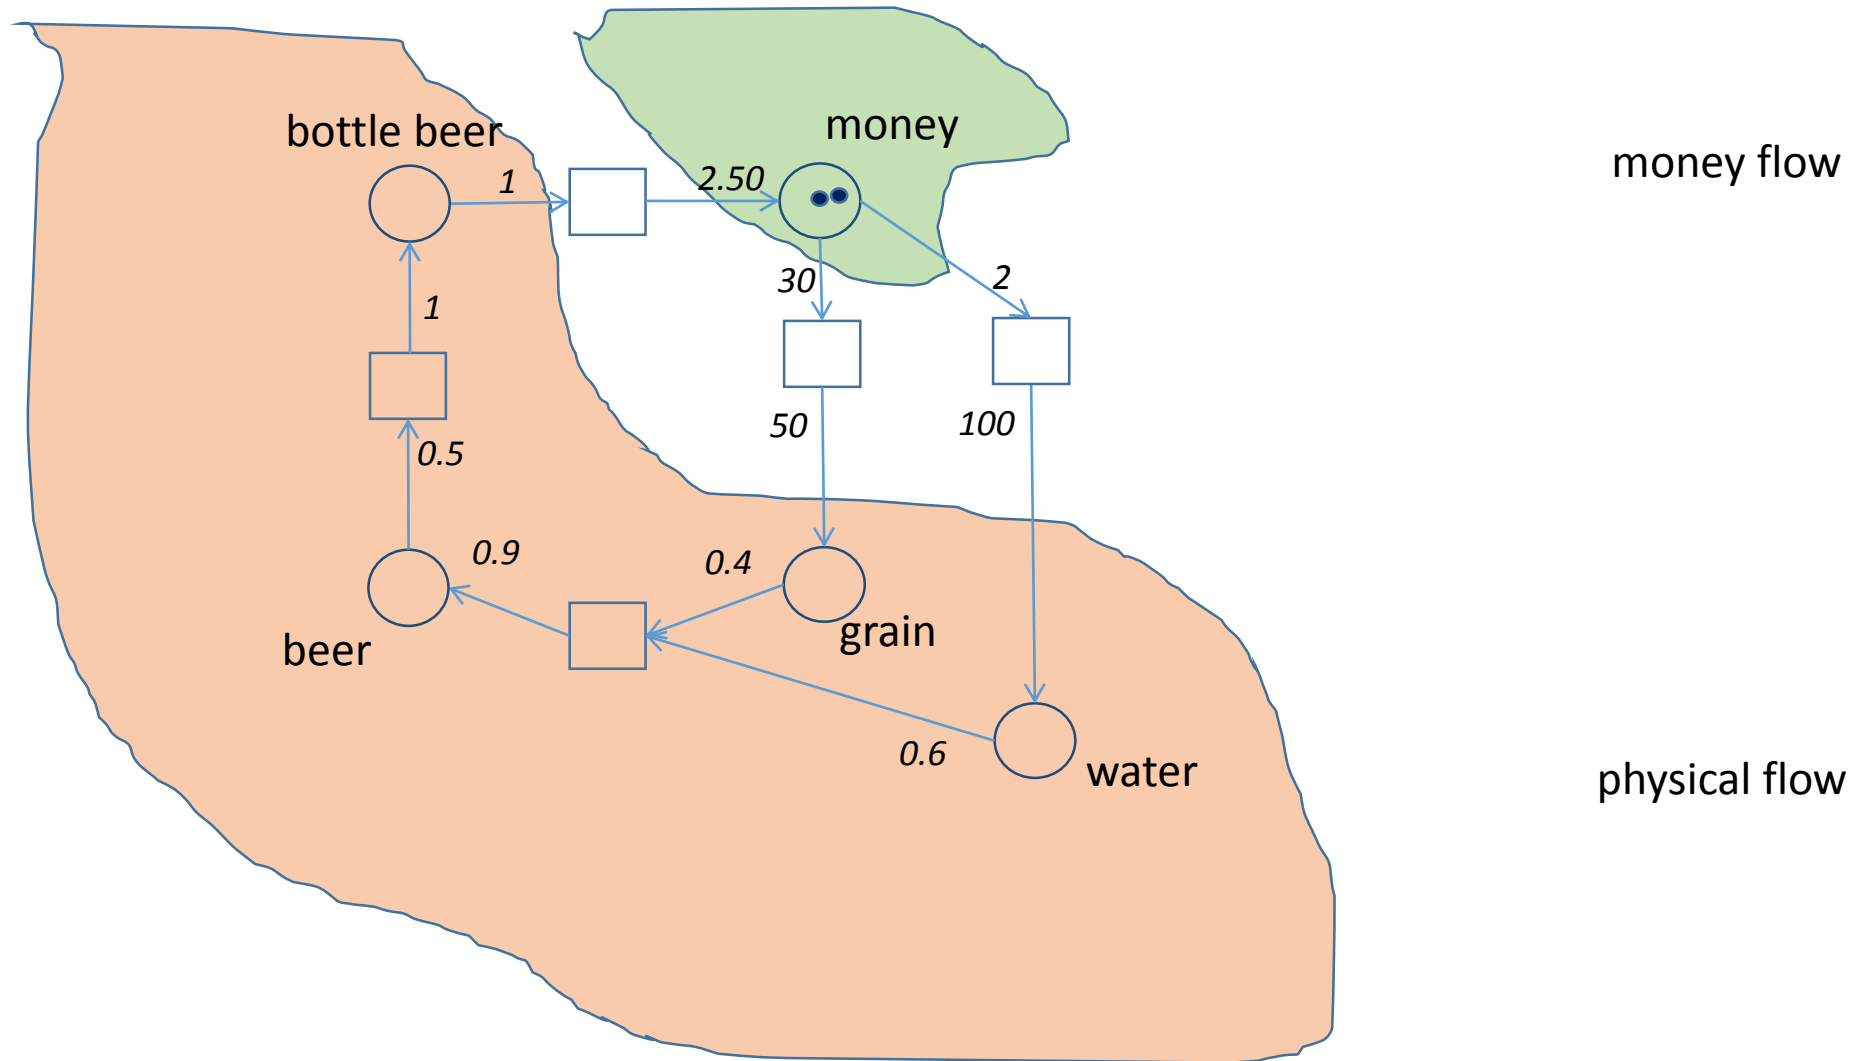 bottle beer
money
money flow
1
2.50
30
2
1
50
100
0.5
0.9
0.4
beer
grain
0.6
water
physical flow